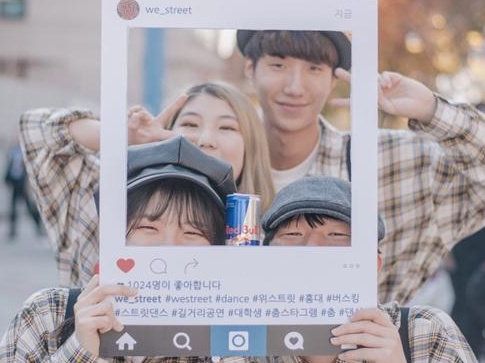 we_street 지금
Red Bull
1024명이 좋아합니다
we_street #westreet #dance #위스트릿 #홍대 #버스킹
#스트릿댄스 #길거리공연 #대학생 #춤스타그램 #춤